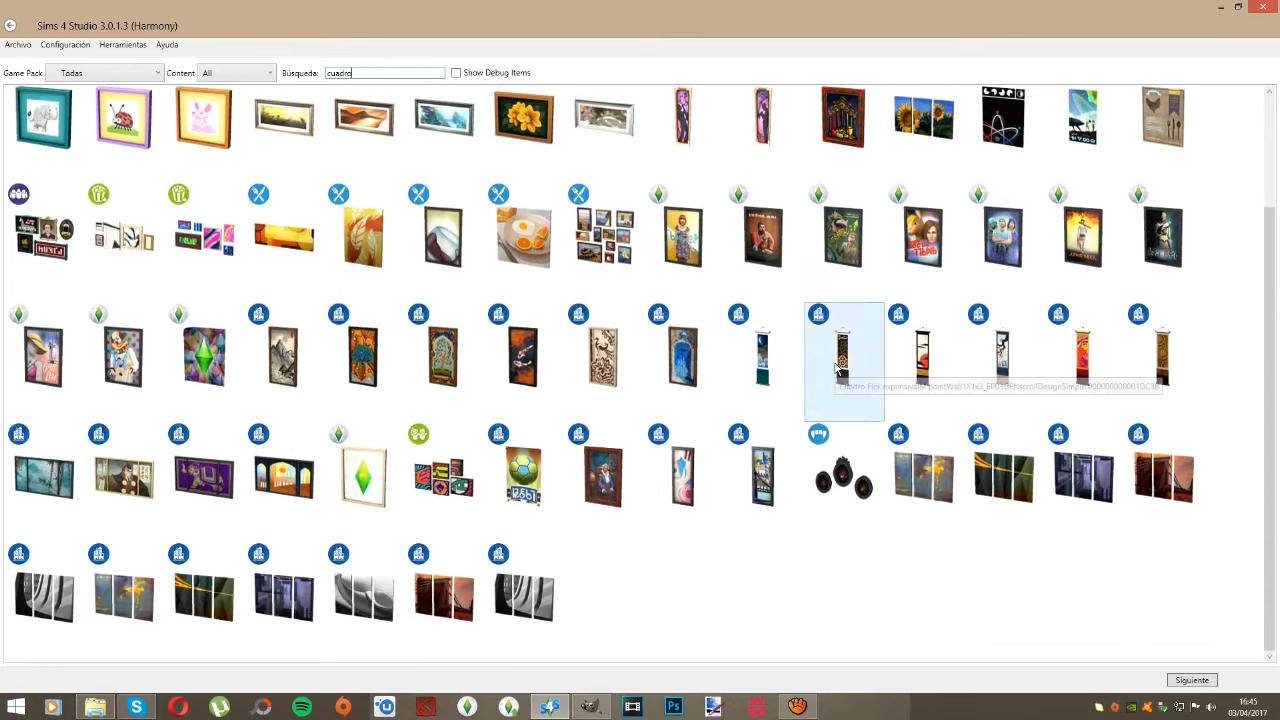 Sims 4 Studio 3.0.1.3 (Harmony)
Archivo Configuración Herramientas Ayuda
Game Pack Todas Content All Búsqueda: cuadro Show Debug Items
Siguiente
16:45
03/04/2017